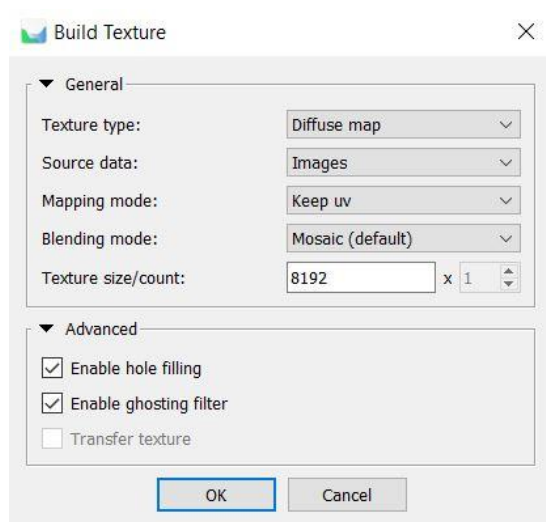 Build Texture
General
Texture type: Diffuse map
Source data: Images
Mapping mode: Keep uv
Blending mode: Mosaic (default)
Texture size/count: 8192 x 1
Advanced
Enable hole filling
Enable ghosting filter
Transfer texture
OK Cancel